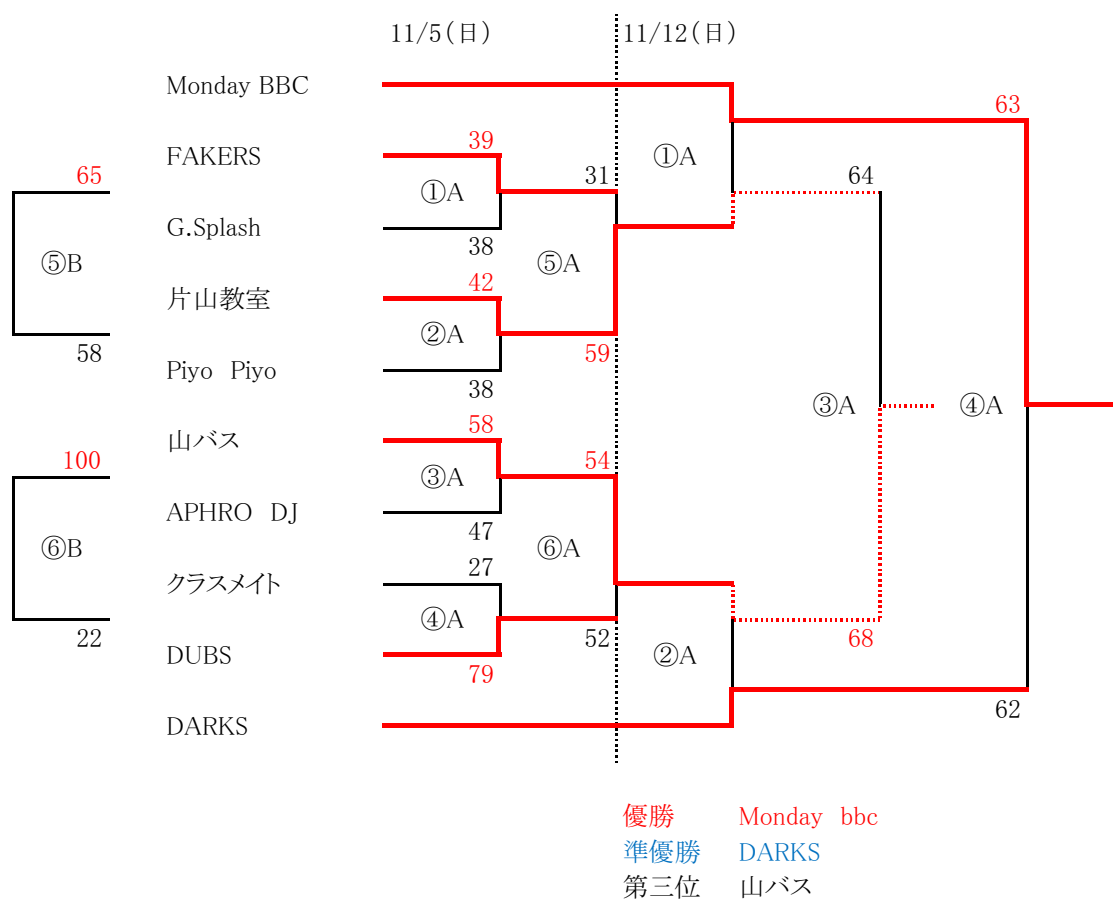 11/5(日) 11/12(日)
Monday BBC
63
39
FAKERS ①A
65 31 64
①A
G.Splash
38
⑤B ⑤A
42
片山教室
②A
58 59
Piyo Piyo
38
③A ④A
58
山バス
100 54
③A
APHRO DJ
47
⑥B ⑥A
27
クラスメイト
④A
22 52 68
DUBS ②A
79
62
DARKS
優勝 Monday bbc
準優勝 DARKS
第三位 山バス